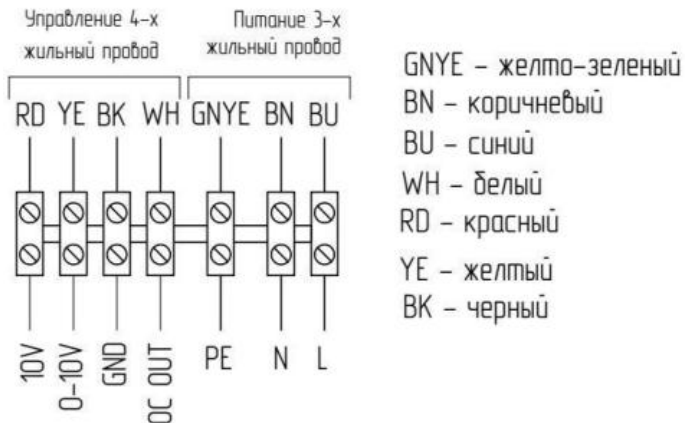 Управление 4-х
жильный провод
Питание 3-х
жильный провод
RD YE BK WH GNYE BN BU
10V
0-10V
GND
OC OUT
PE
N
L
GNYE - желто-зеленый
BN - коричневый
BU - синий
WH - белый
RD - красный
YE - желтый
BK - черный